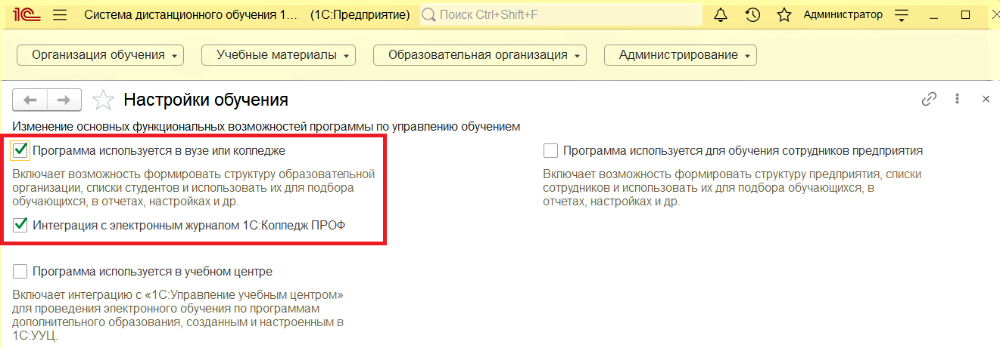 1С Система дистанционного обучения 1... (1С:Предприятие) Поиск Ctrl+Shift+F Администратор
Организация обучения Учебные материалы Образовательная организация Администрирование
Настройки обучения
Изменение основных функциональных возможностей программы по управлению обучением
Программа используется в вузе или колледже
Включает возможность формировать структуру образовательной
организации, списки студентов и использовать их для подбора
обучающихся, в отчетах, настройках и др.
Интеграция с электронным журналом 1С:Колледж ПРОФ
Программа используется для обучения сотрудников предприятия
Включает возможность формировать структуру предприятия, списки
сотрудников и использовать их для подбора обучающихся, в
отчетах, настройках и др.
Программа используется в учебном центре
Включает интеграцию с «1С:Управление учебным центром»
для проведения электронного обучения по программам
дополнительного образования, созданным и настроенным в
1С:УУЦ.